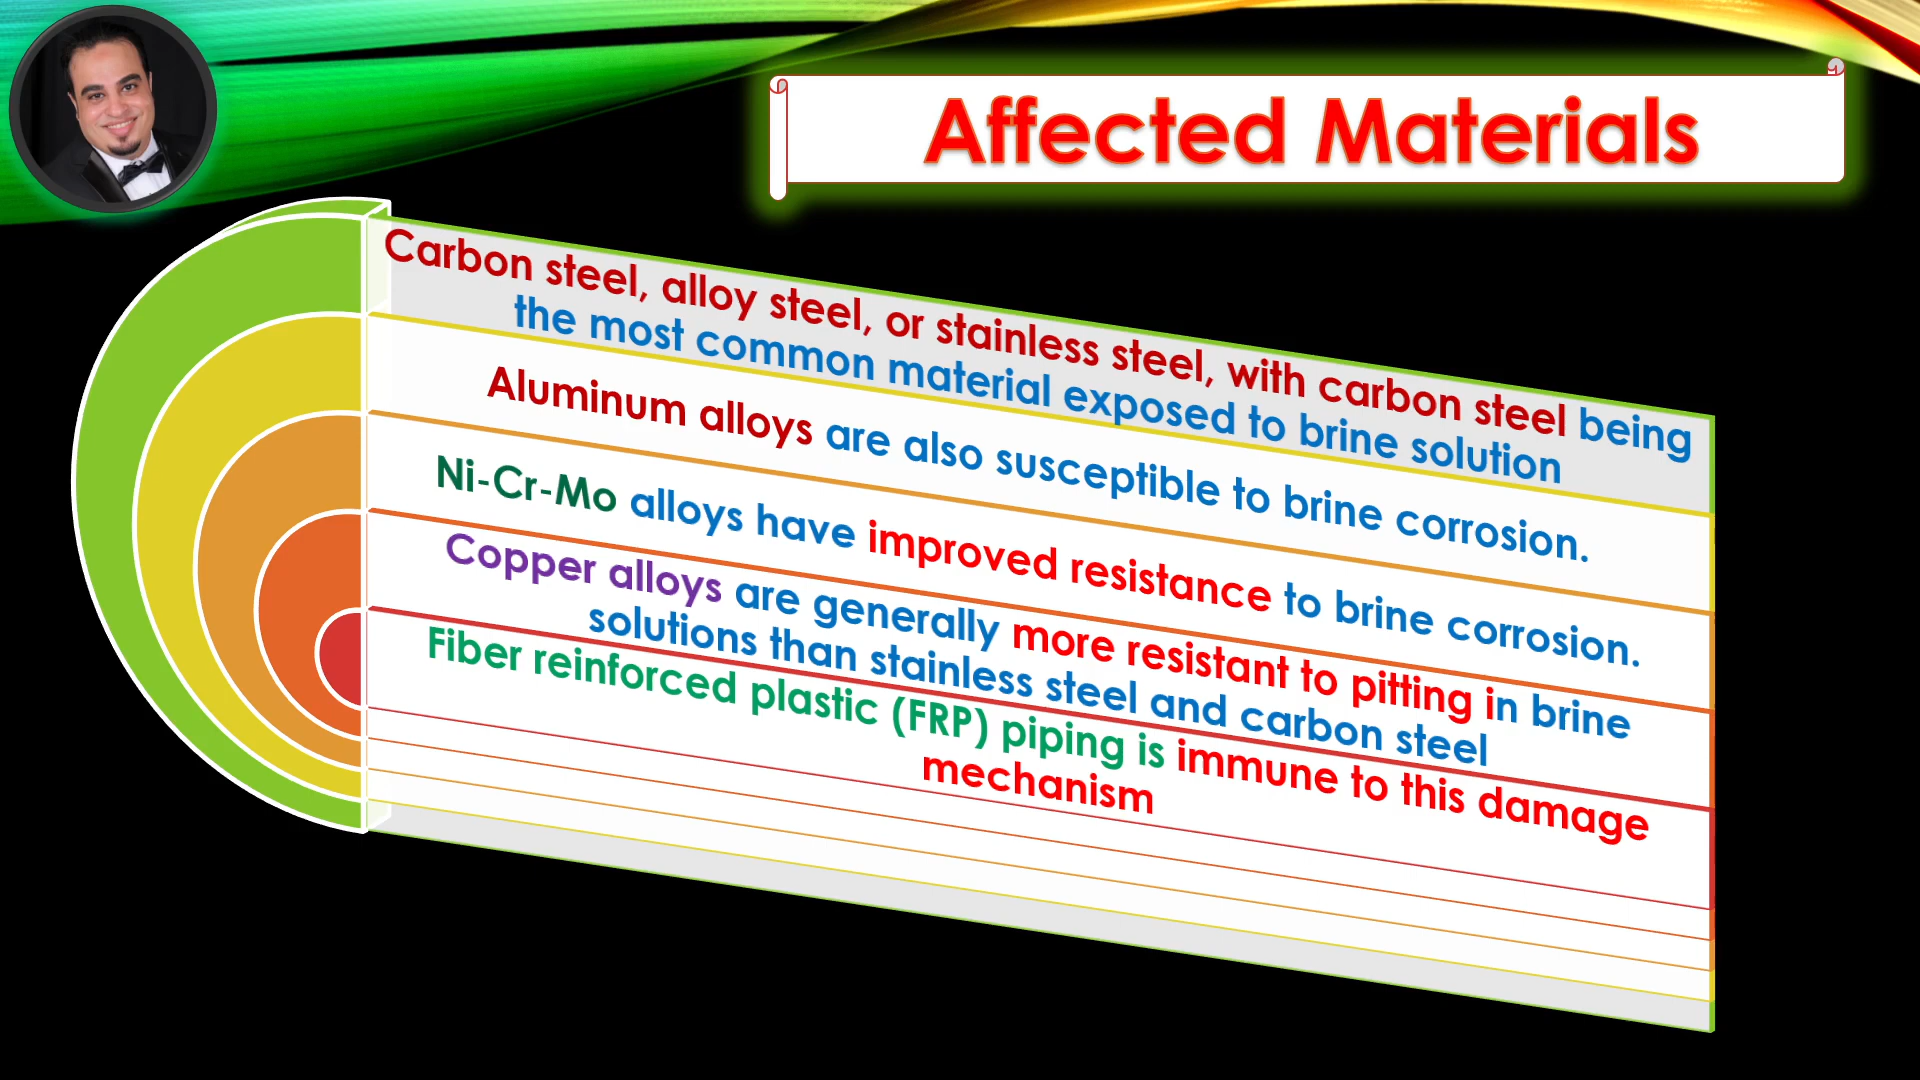 Affected Materials
Carbon steel, alloy steel, or stainless steel, with carbon steel being
the most common material exposed to brine solution
Aluminum alloys are also susceptible to brine corrosion.
Ni-Cr-Mo alloys have improved resistance to brine corrosion.
Copper alloys are generally more resistant to pitting in brine
solutions than stainless steel and carbon steel
Fiber reinforced plastic (FRP) piping is immune to this damage
mechanism